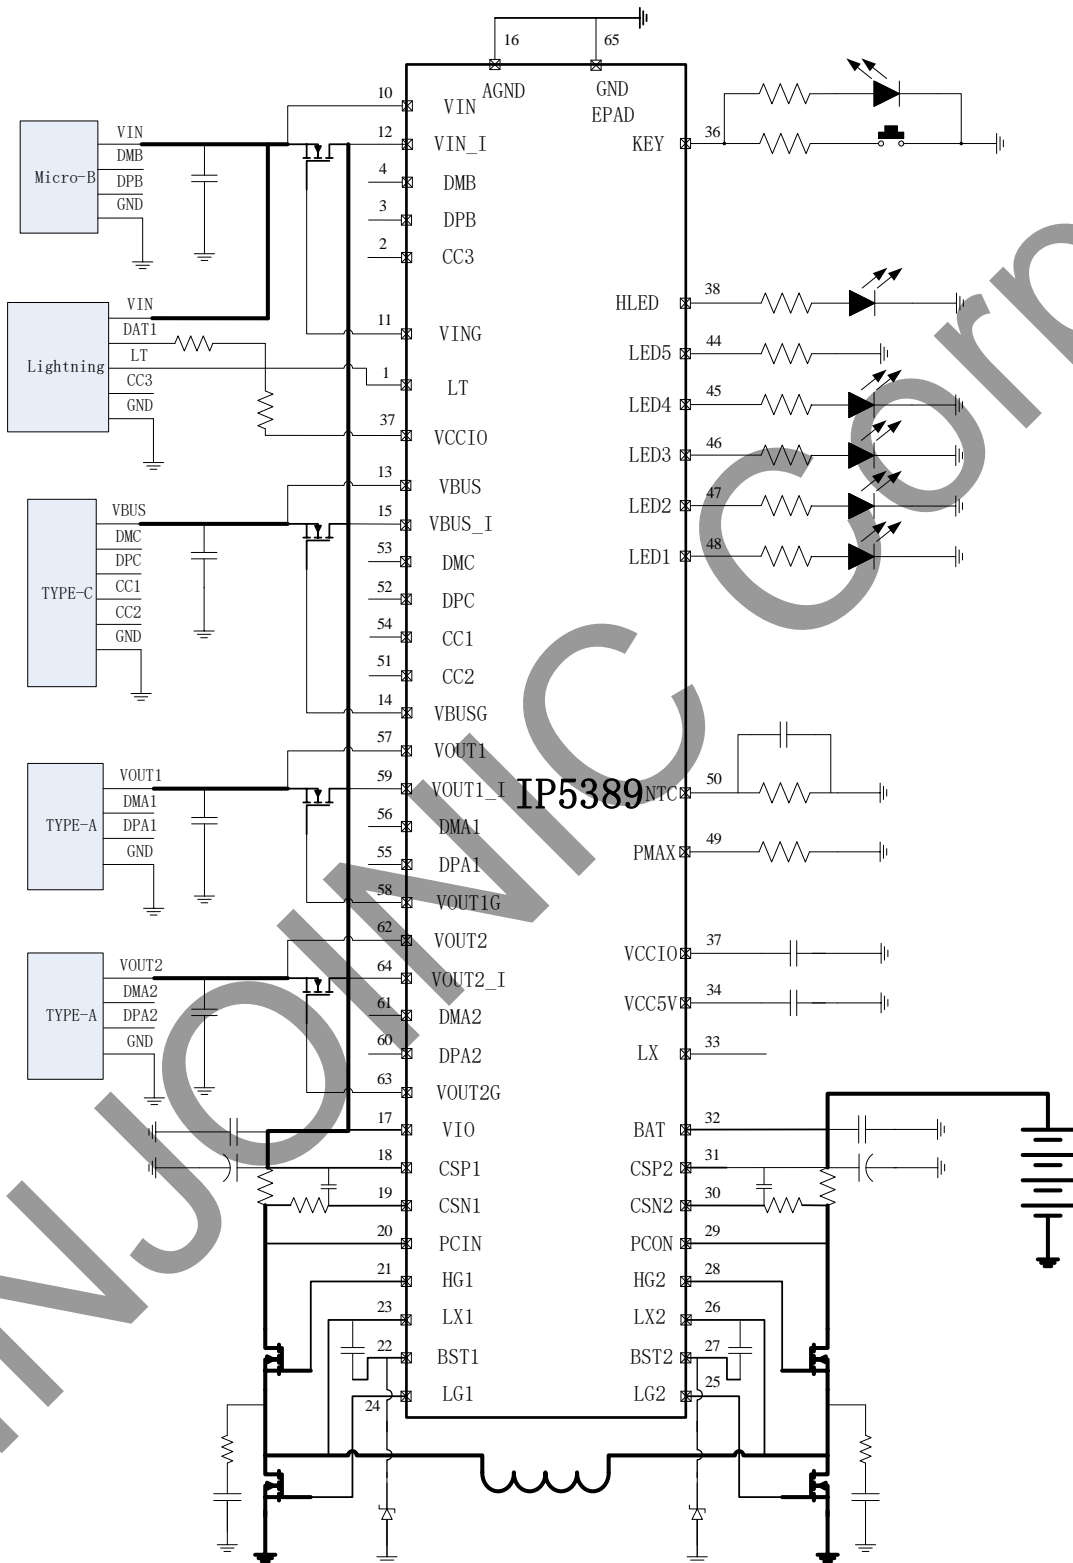 16
65
AGND
GND
EPAD
10
VIN
12
VIN_I
4
DMB
3
DPB
2
CC3
11
VING
1
LT
37
VCCIO
13
VBUS
15
VBUS_I
53
DMC
52
DPC
54
CC1
51
CC2
14
VBUSG
57
VOUT1
59
VOUT1_I
56
DMA1
55
DPA1
58
VOUT1G
62
VOUT2
64
VOUT2_I
61
DMA2
60
DPA2
63
VOUT2G
17
VIO
18
CSP1
19
CSN1
20
PCIN
21
HG1
23
LX1
22
BST1
24
LG1
IP5389
KEY
36
HLED
38
LED5
44
LED4
45
LED3
46
LED2
47
LED1
48
NTC
50
PMAX
49
VCCIO
37
VCC5V
34
LX
33
BAT
32
CSP2
31
CSN2
30
PCON
29
HG2
28
LX2
26
BST2
27
LG2
25
Micro-B
VIN
DMB
DPB
GND
Lightning
VIN
DAT1
LT
CC3
GND
TYPE-C
VBUS
DMC
DPC
CC1
CC2
GND
TYPE-A
VOUT1
DMA1
DPA1
GND
TYPE-A
VOUT2
DMA2
DPA2
GND
NJOINIC Corp